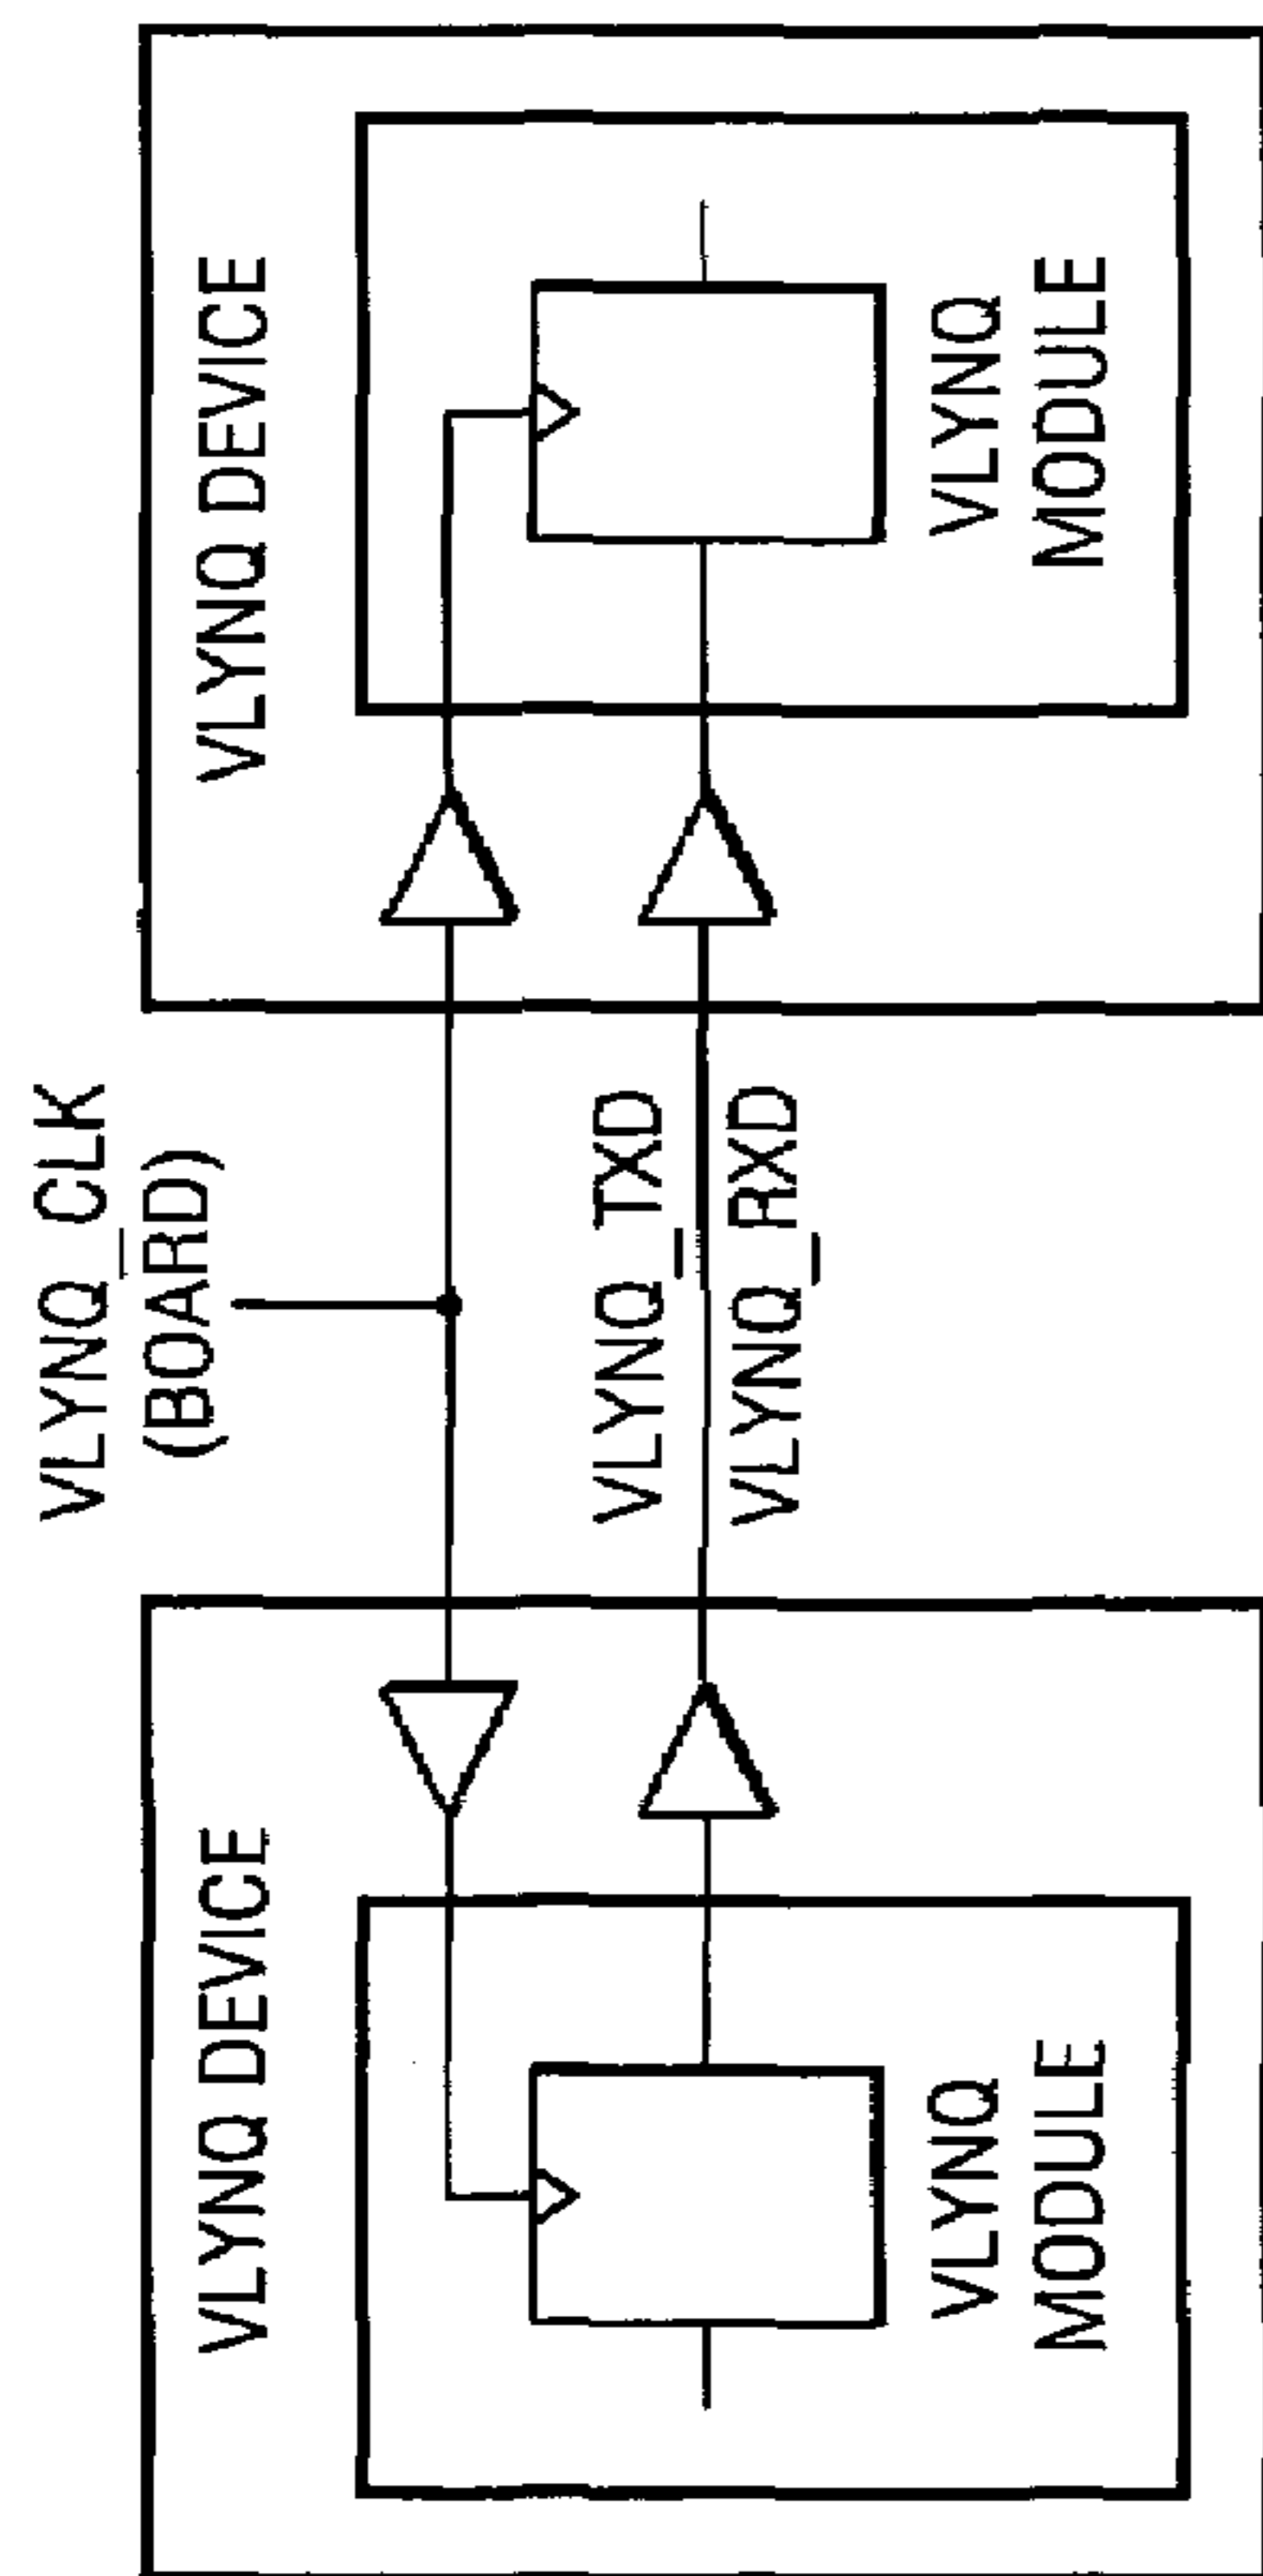 VLYNQ_CLK
(BOARD)
VLYNQ DEVICE
VLYNQ DEVICE
VLYNQ_TXD
VLYNQ_RXD
VLYNQ
MODULE
VLYNQ
MODULE